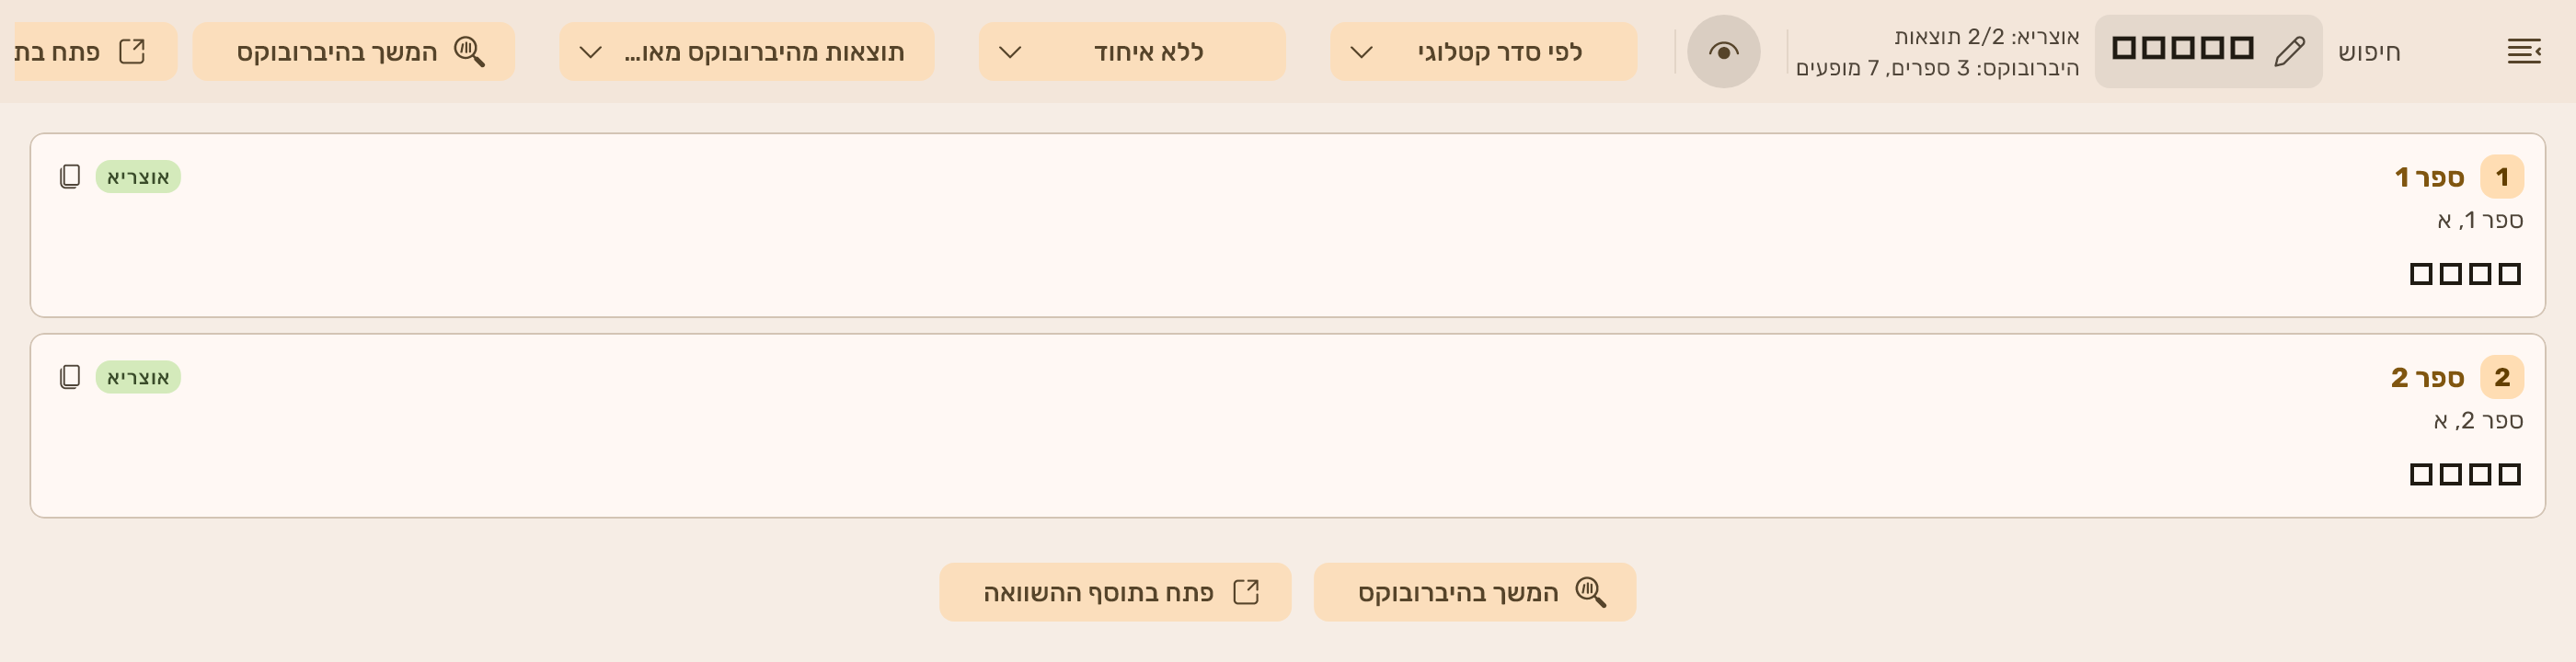 חיפוש
אוצריא: 2/2 תוצאות
היברובוקס: 3 ספרים, 7 מופעים
לפי סדר קטלוגי
ללא איחוד
תוצאות מהיברובוקס מאו...
המשך בהיברובוקס
פתח בת
1 ספר 1 אוצריא
ספר 1, א
2 ספר 2 אוצריא
ספר 2, א
המשך בהיברובוקס
פתח בתוסף ההשוואה